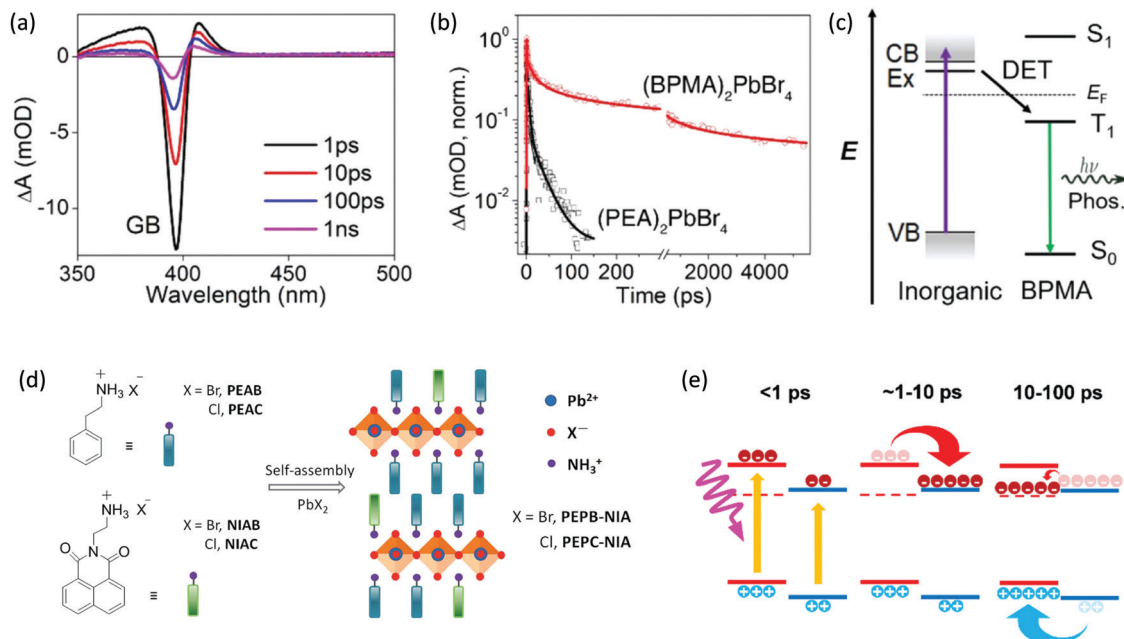 (a)
0
-5
-10
ΔA (mOD)
1ps
10ps
100ps
1ns
GB
350
400
450
500
Wavelength (nm)
(b)
10⁰
10⁻¹
10⁻²
ΔA (mOD, norm.)
(BPMA)₂PbBr₄
(PEA)₂PbBr₄
0
100
2000
4000
Time (ps)
(c)
E
CB
Ex
VB
DET
S₁
E_F
T₁
hν
Phos.
S₀
Inorganic
BPMA
(d)
+
NH₃ X⁻
X = Br, PEAB
Cl, PEAC
≡
+
NH₃ X⁻
X = Br, NIAB
Cl, NIAC
O
N
O
≡
Self-assembly
PbX₂
Pb²⁺
X⁻
NH₃⁺
X = Br, PEPB-NIA
Cl, PEPC-NIA
(e)
<1 ps
~1-10 ps
10-100 ps